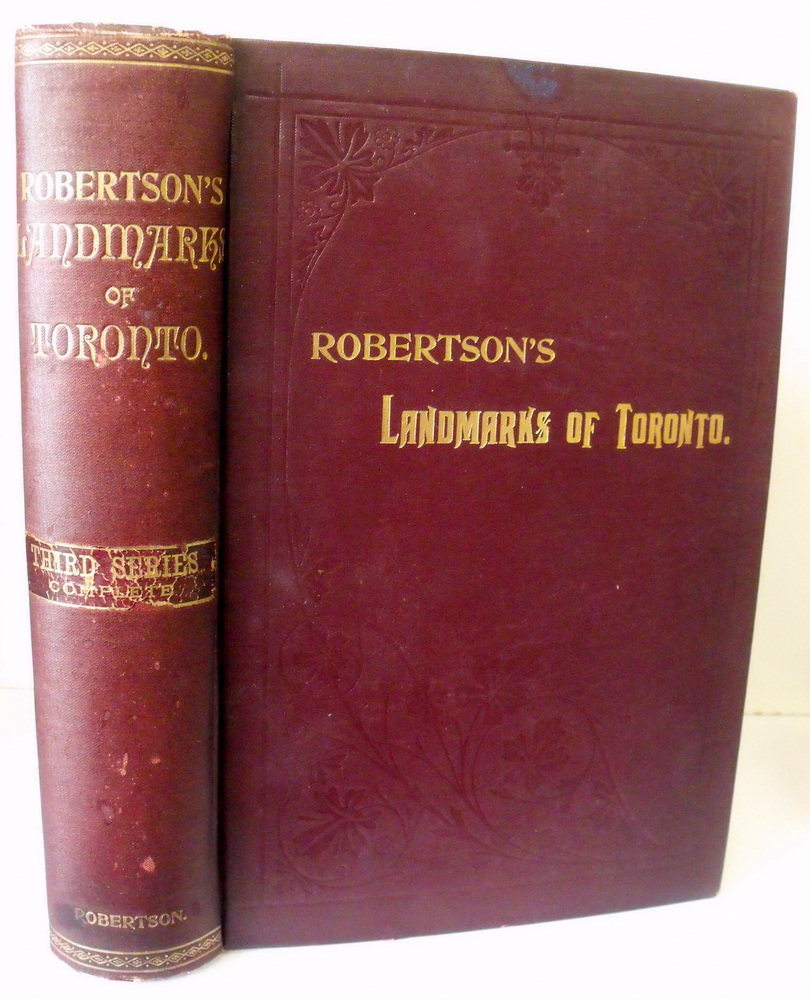 ROBERTSON'S
LANDMARKS
OF
TORONTO.
THIRD SERIES
COMPLETE
ROBERTSON.
ROBERTSON'S
LANDMARKS OF TORONTO.